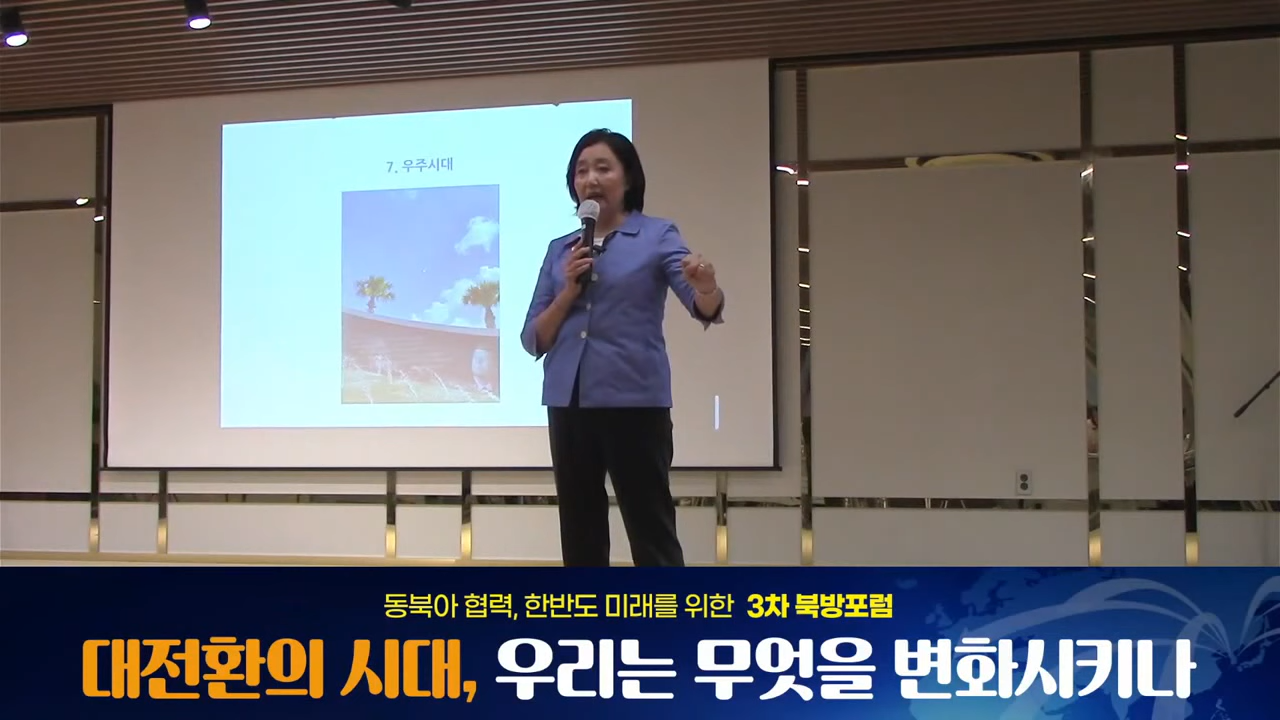 7. 우주시대
동북아 협력, 한반도 미래를 위한 3차 북방포럼
대전환의 시대, 우리는 무엇을 변화시키나